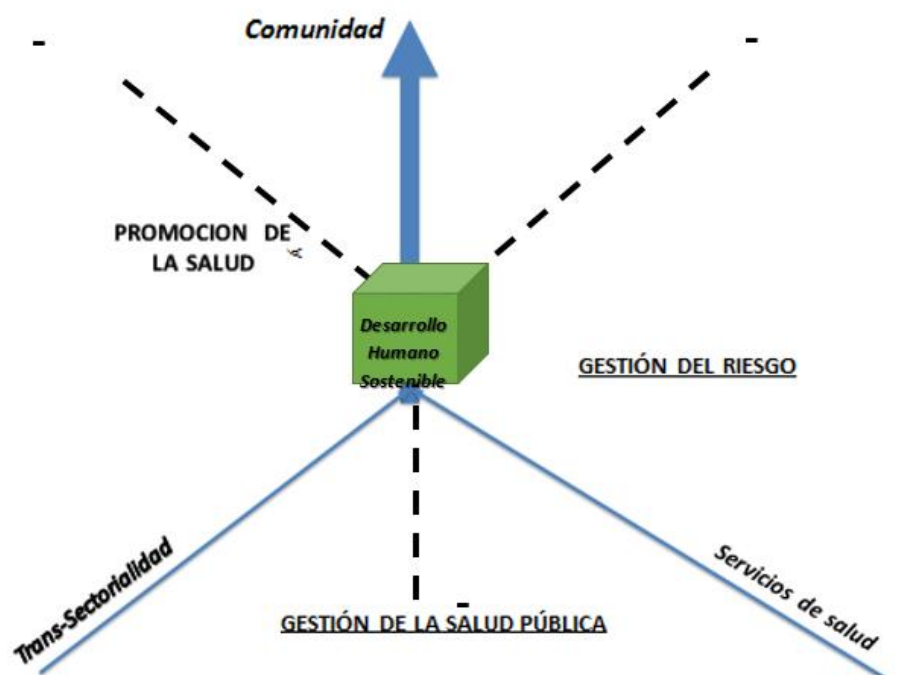 -
Comunidad
-
PROMOCION DE
LA SALUD
Desarrollo
Humano
Sostenible
GESTIÓN DEL RIESGO
Trans-Sectorialidad
Servicios de salud
-
GESTIÓN DE LA SALUD PÚBLICA